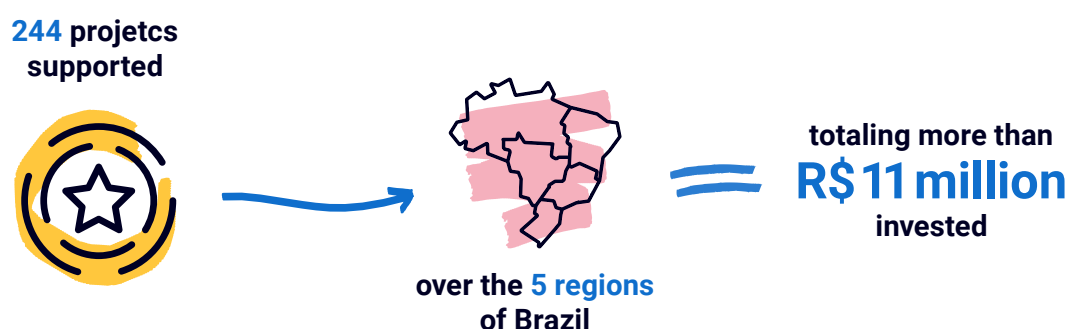 244 projetcs
supported
over the 5 regions
of Brazil
totaling more than
R$ 11 million
invested